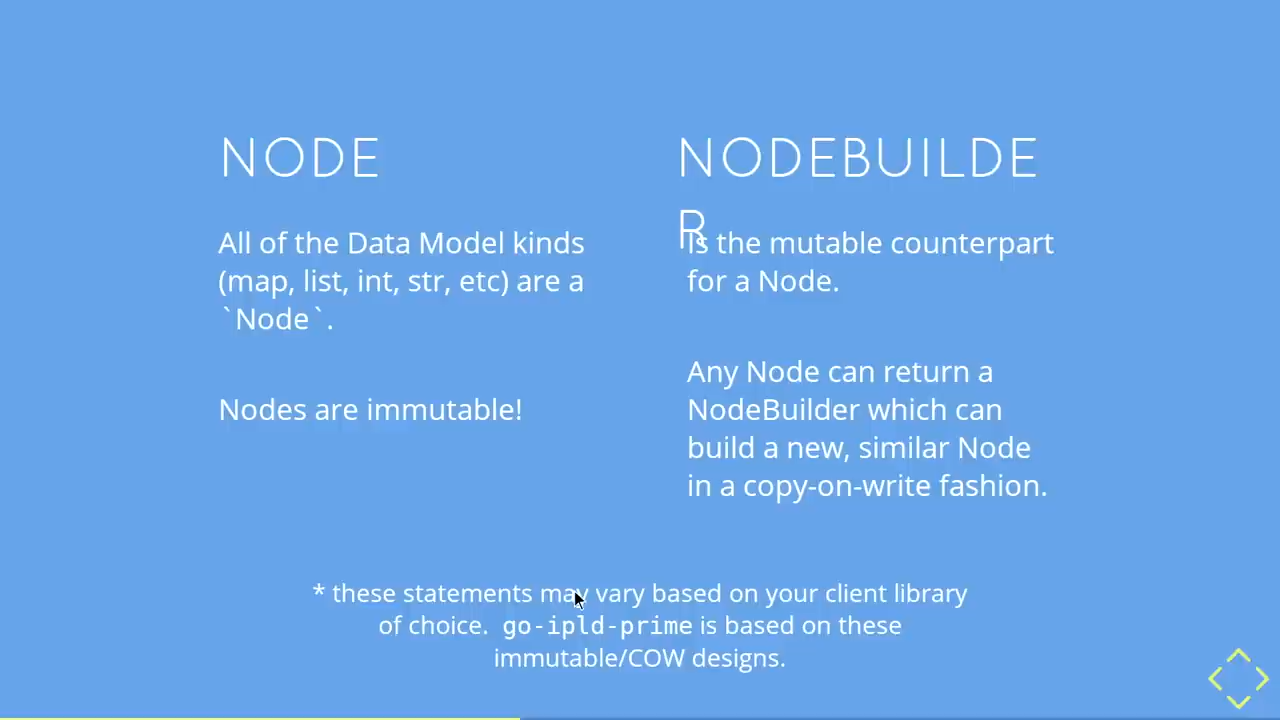 NODE
All of the Data Model kinds
(map, list, int, str, etc) are a
`Node`.
Nodes are immutable!
NODEBUILDE
R
Is the mutable counterpart
for a Node.
Any Node can return a
NodeBuilder which can
build a new, similar Node
in a copy-on-write fashion.
* these statements may vary based on your client library
of choice. go-ipld-prime is based on these
immutable/COW designs.